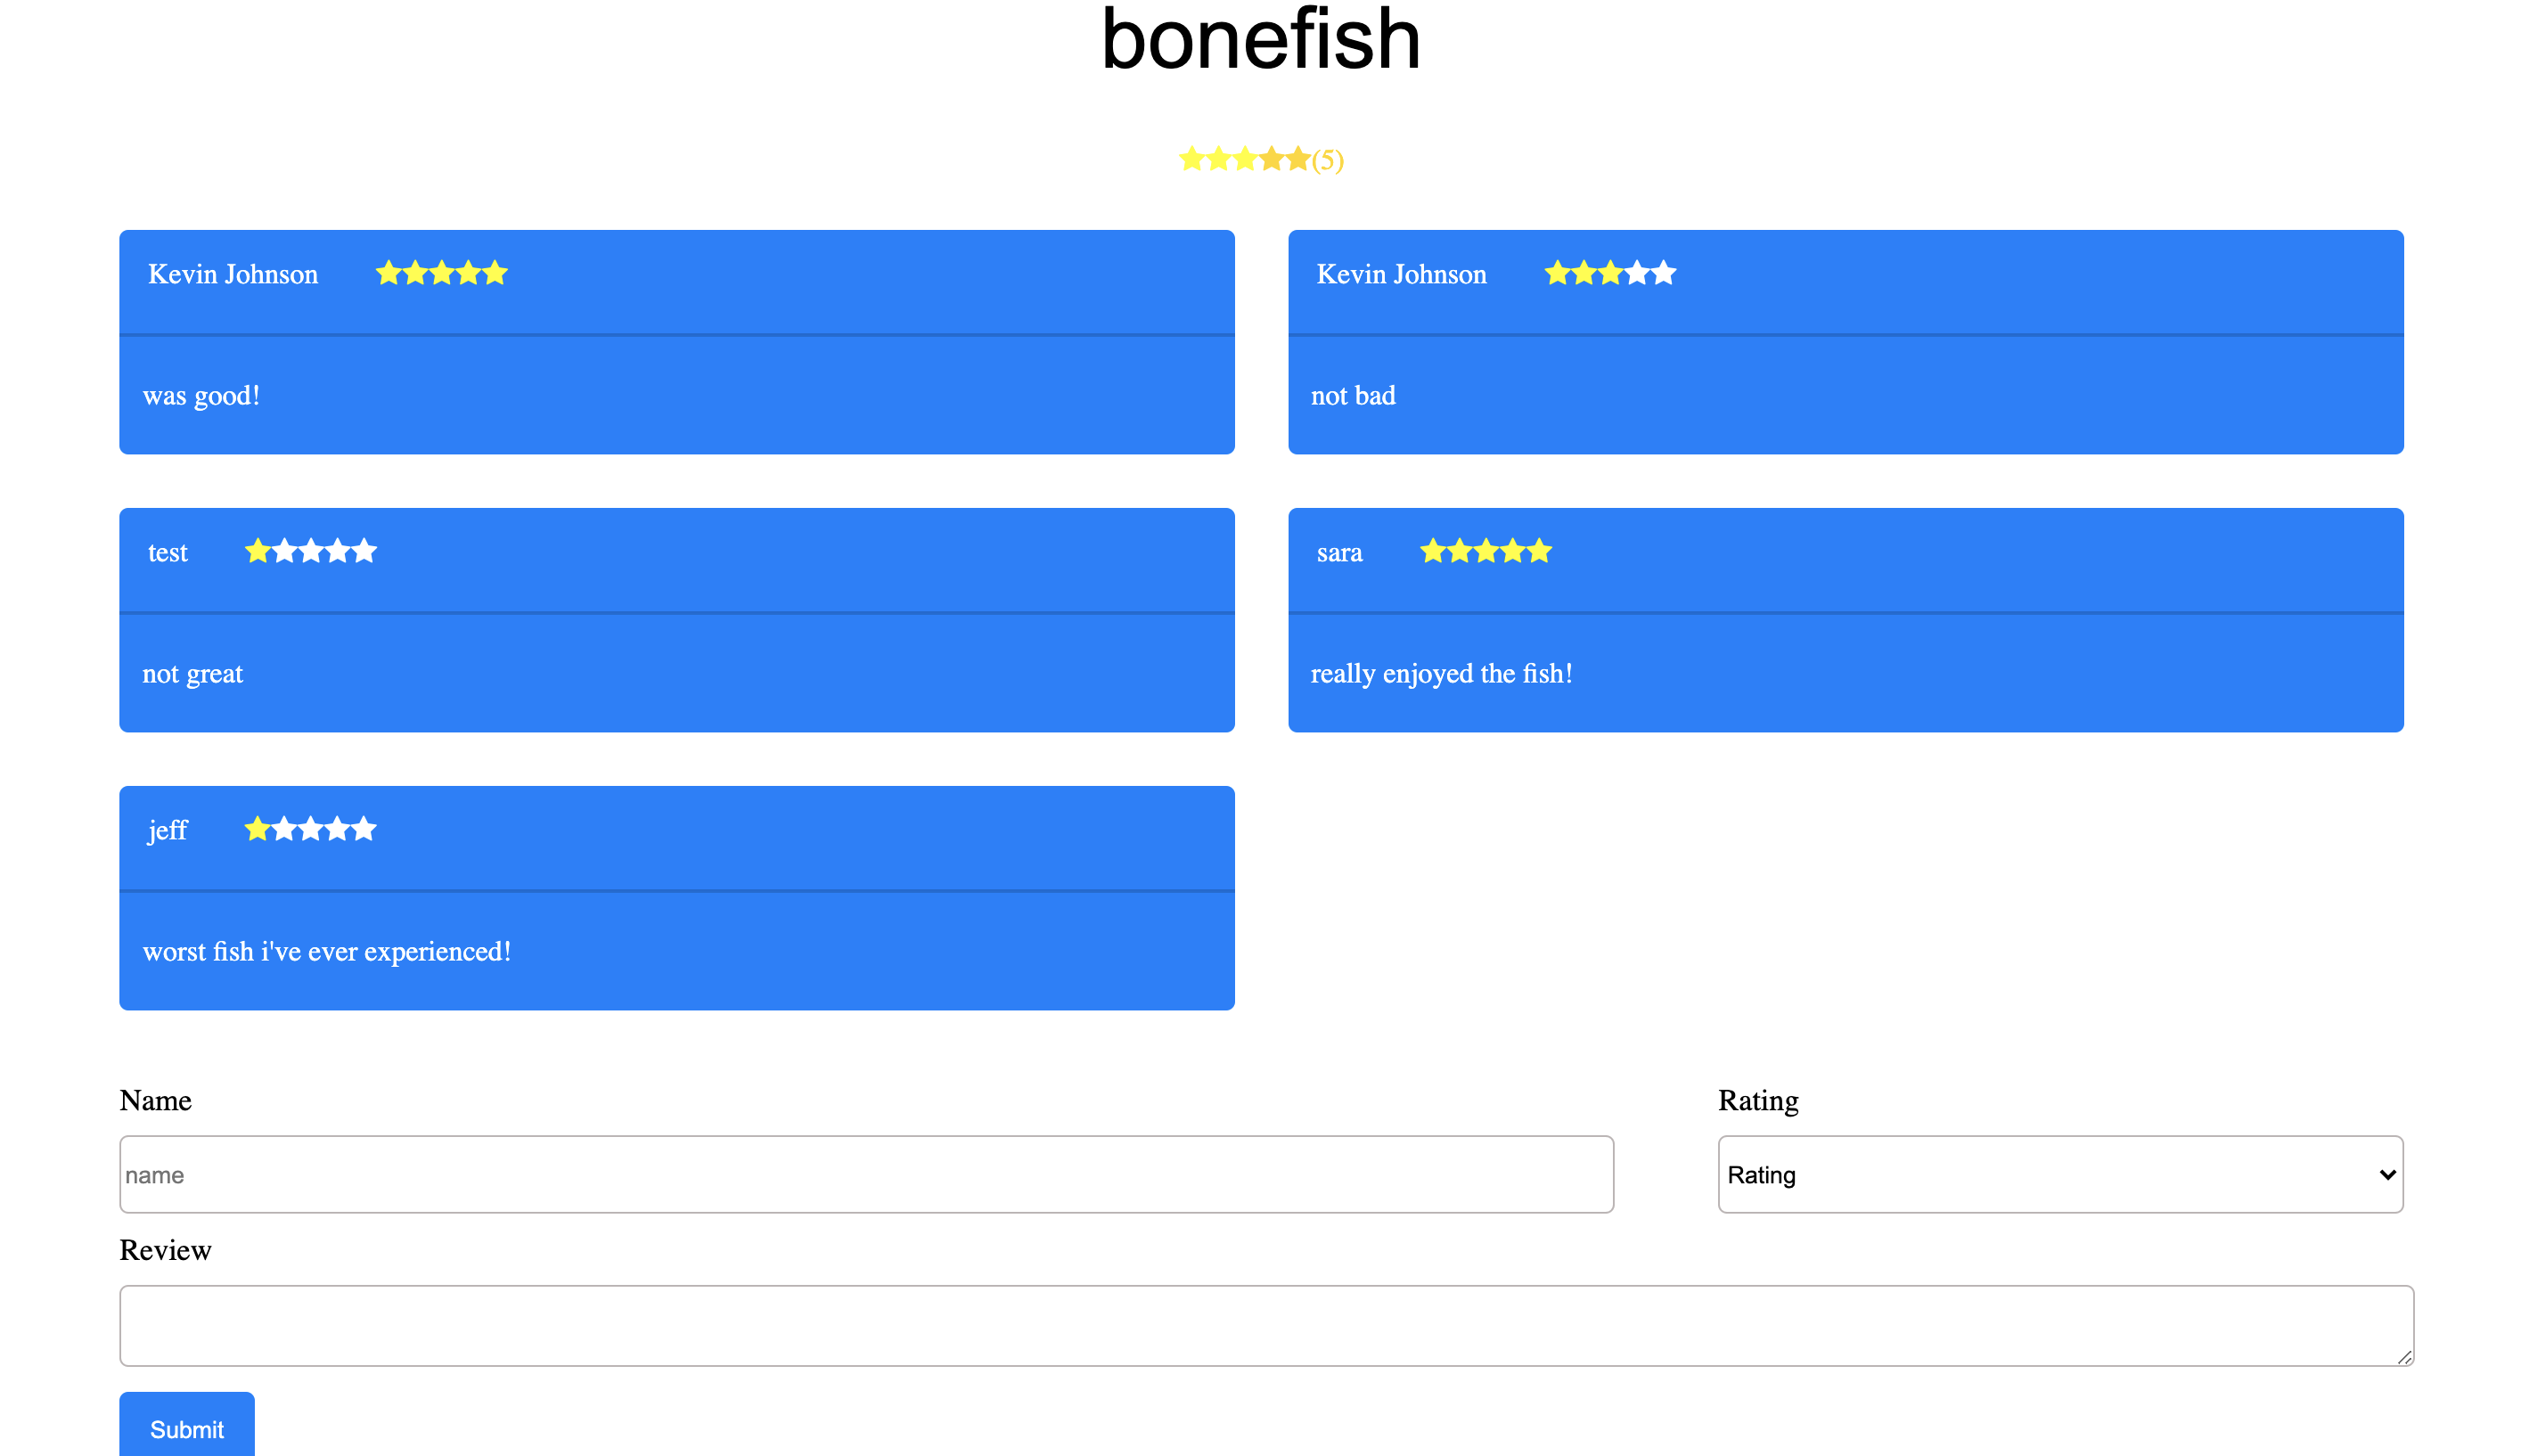 bonefish
(5)
Kevin Johnson
was good!
Kevin Johnson
not bad
test
not great
sara
really enjoyed the fish!
jeff
worst fish i've ever experienced!
Name
Rating
name
Rating
Review
Submit